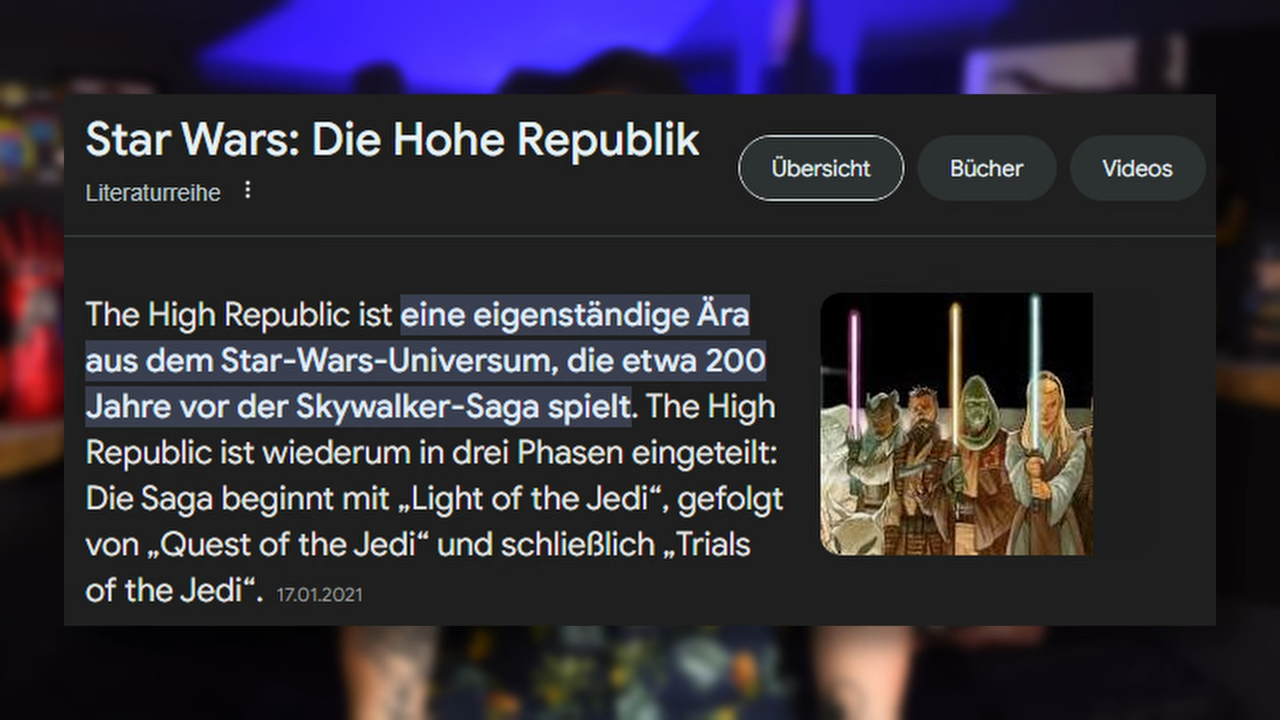 Star Wars: Die Hohe Republik
Literaturreihe
Übersicht
Bücher
Videos
The High Republic ist eine eigenständige Ära
aus dem Star-Wars-Universum, die etwa 200
Jahre vor der Skywalker-Saga spielt. The High
Republic ist wiederum in drei Phasen eingeteilt:
Die Saga beginnt mit „Light of the Jedi“, gefolgt
von „Quest of the Jedi“ und schließlich „Trials
of the Jedi“. 17.01.2021